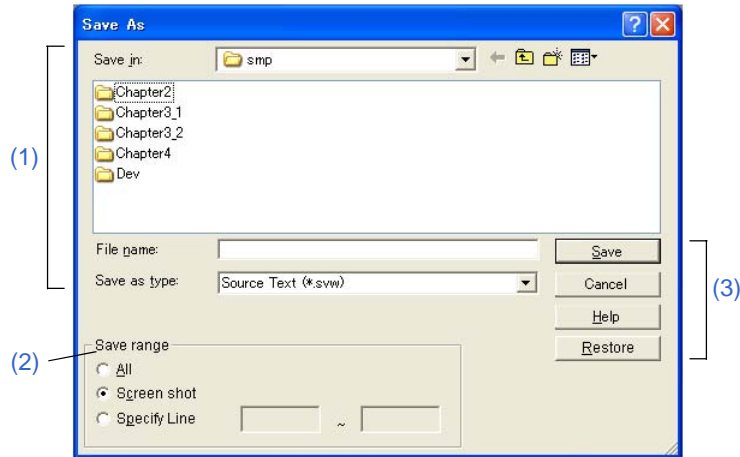 Save As
Save in: smp
Chapter2
Chapter3_1
Chapter3_2
Chapter4
Dev
(1)
File name: Save
Save as type: Source Text (*.svw) Cancel
(3)
Help
Save range Restore
(2)
All
Screen shot
Specify Line ~